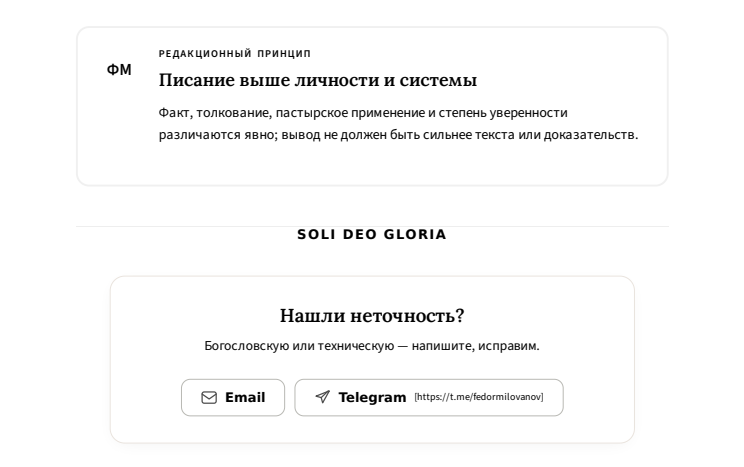 РЕДАКЦИОННЫЙ ПРИНЦИП
ФМ
Писание выше личности и системы
Факт, толкование, пастырское применение и степень уверенности
различаются явно; вывод не должен быть сильнее текста или доказательств.
SOLI DEO GLORIA
Нашли неточность?
Богословскую или техническую — напишите, исправим.
Email
Telegram [https://t.me/fedormilovanov]